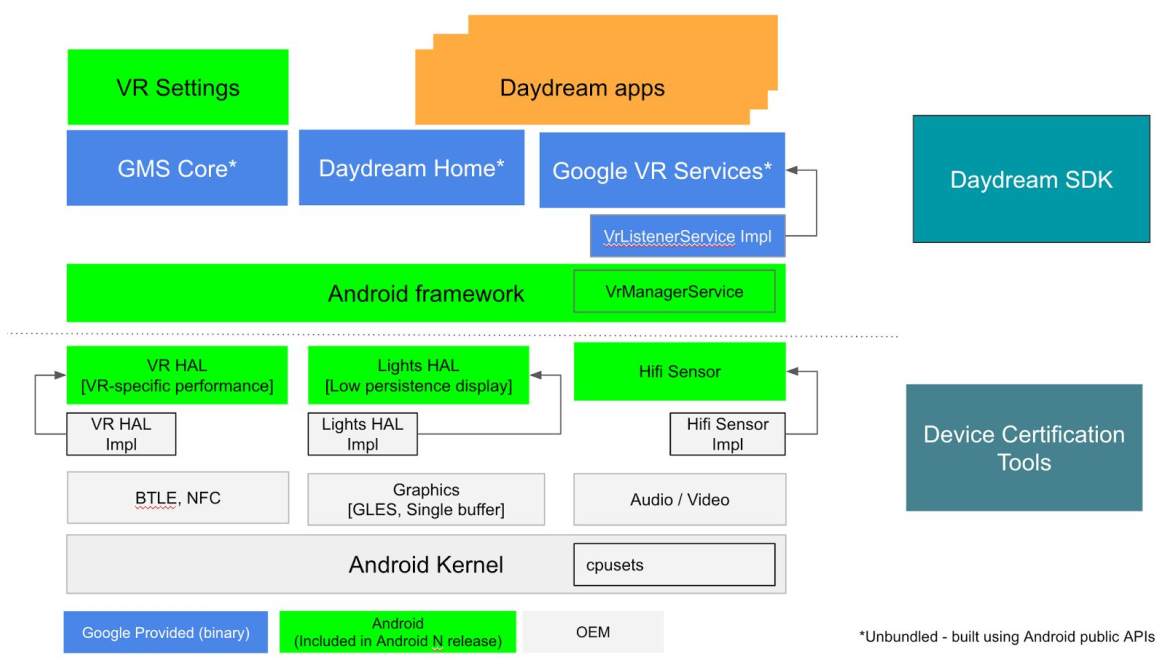 VR Settings
Daydream apps
GMS Core*
Daydream Home*
Google VR Services*
Daydream SDK
VrListenerService Impl
Android framework
VrManagerService
VR HAL
[VR-specific performance]
Lights HAL
[Low persistence display]
Hifi Sensor
VR HAL
Impl
Lights HAL
Impl
Hifi Sensor
Impl
Device Certification
Tools
BTLE, NFC
Graphics
[GLES, Single buffer]
Audio / Video
Android Kernel
cpusets
Google Provided (binary)
Android
(Included in Android N release)
OEM
*Unbundled - built using Android public APIs